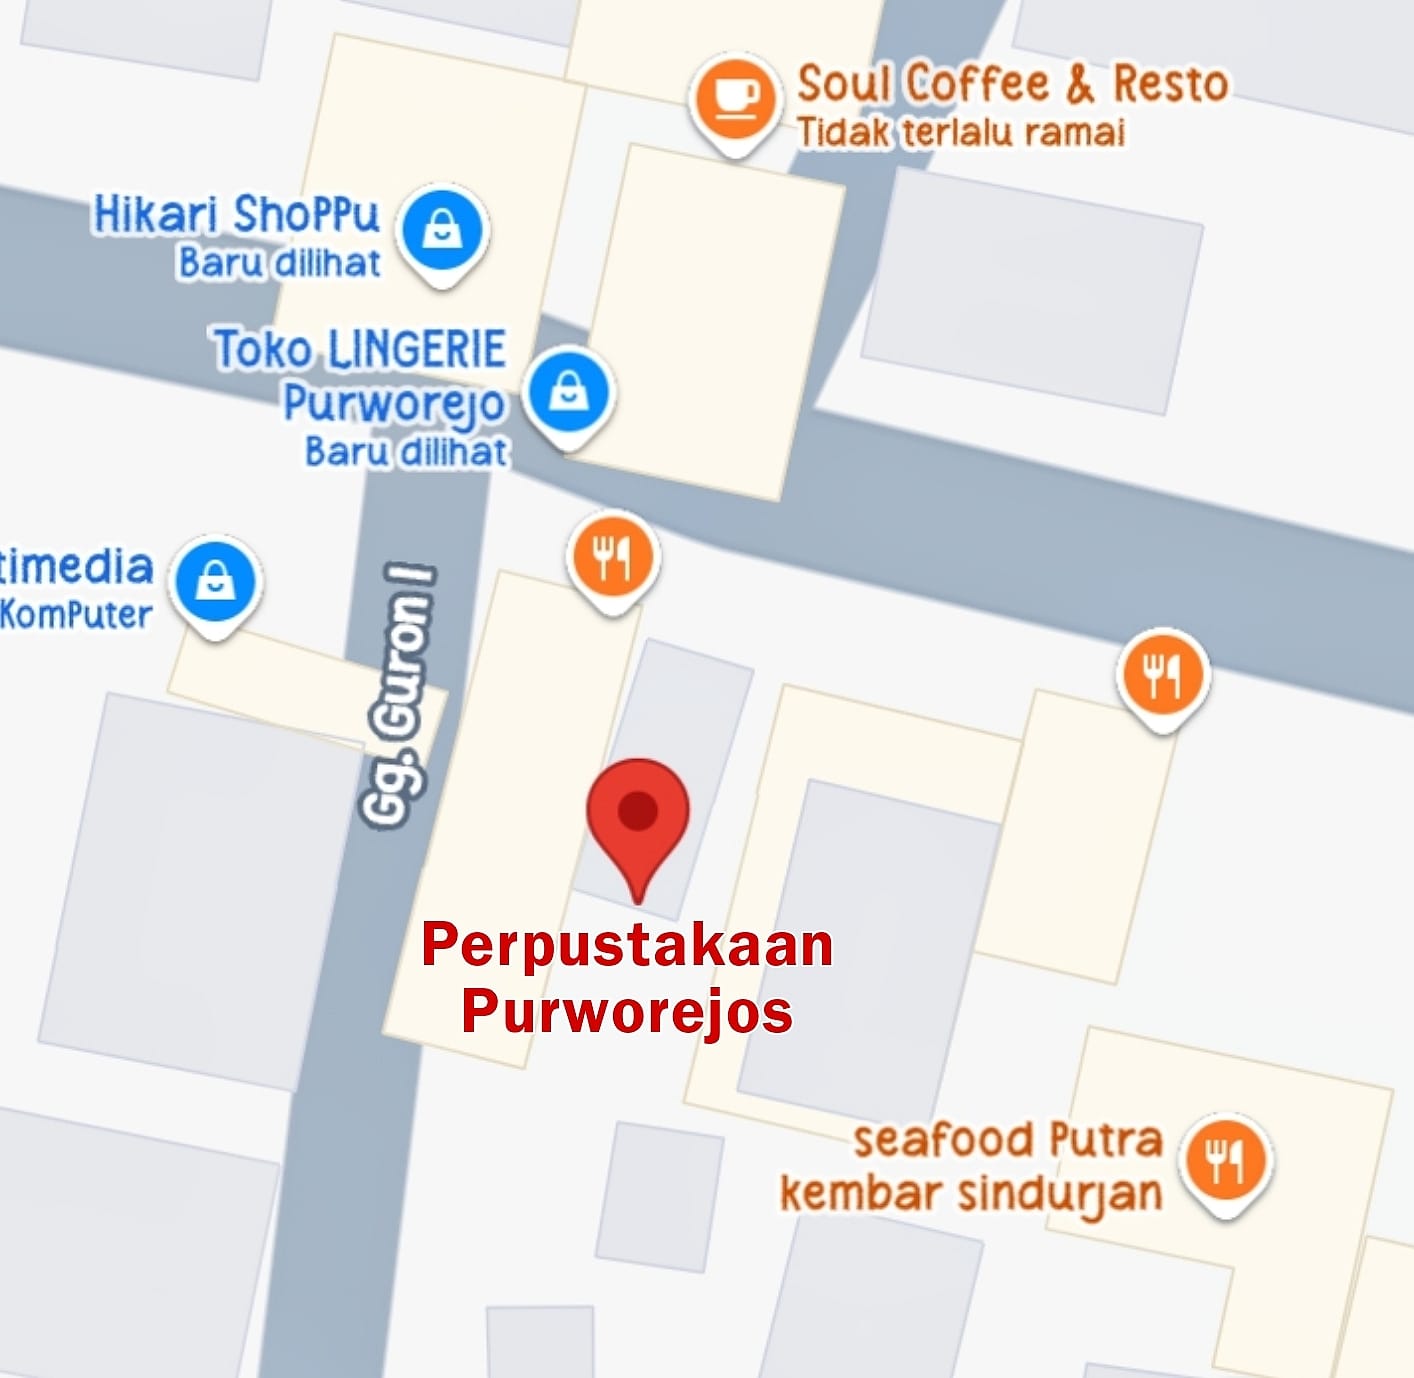 Soul Coffee & Resto
Tidak terlalu ramai
Hikari ShoPPu
Baru dilihat
Toko LINGERIE
Purworejo
Baru dilihat
timedia
KomPuter
Gg. Guron I
Perpustakaan
Purworejos
seafood Putra
kembar sindurjan